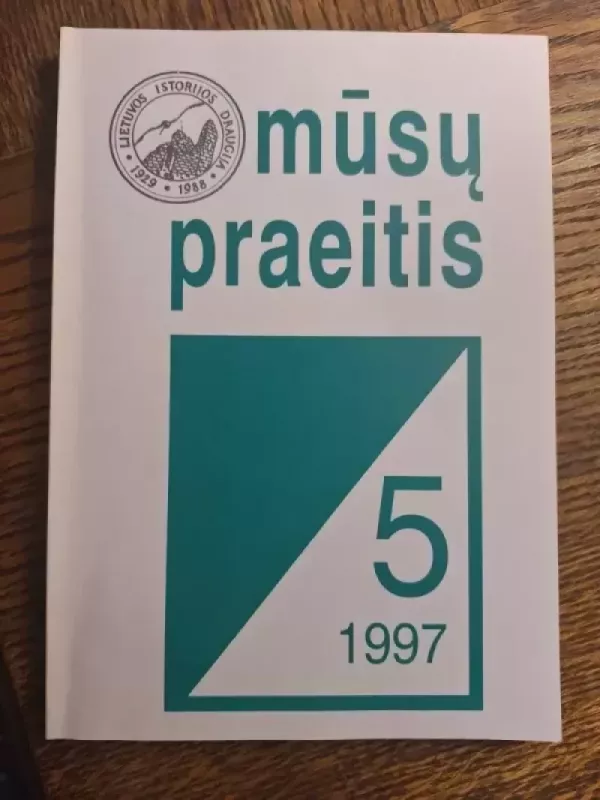 LIETUVOS ISTORIJOS DRAUGIJA
• 1929 • 1988 •
mūsų
praeitis
5
1997